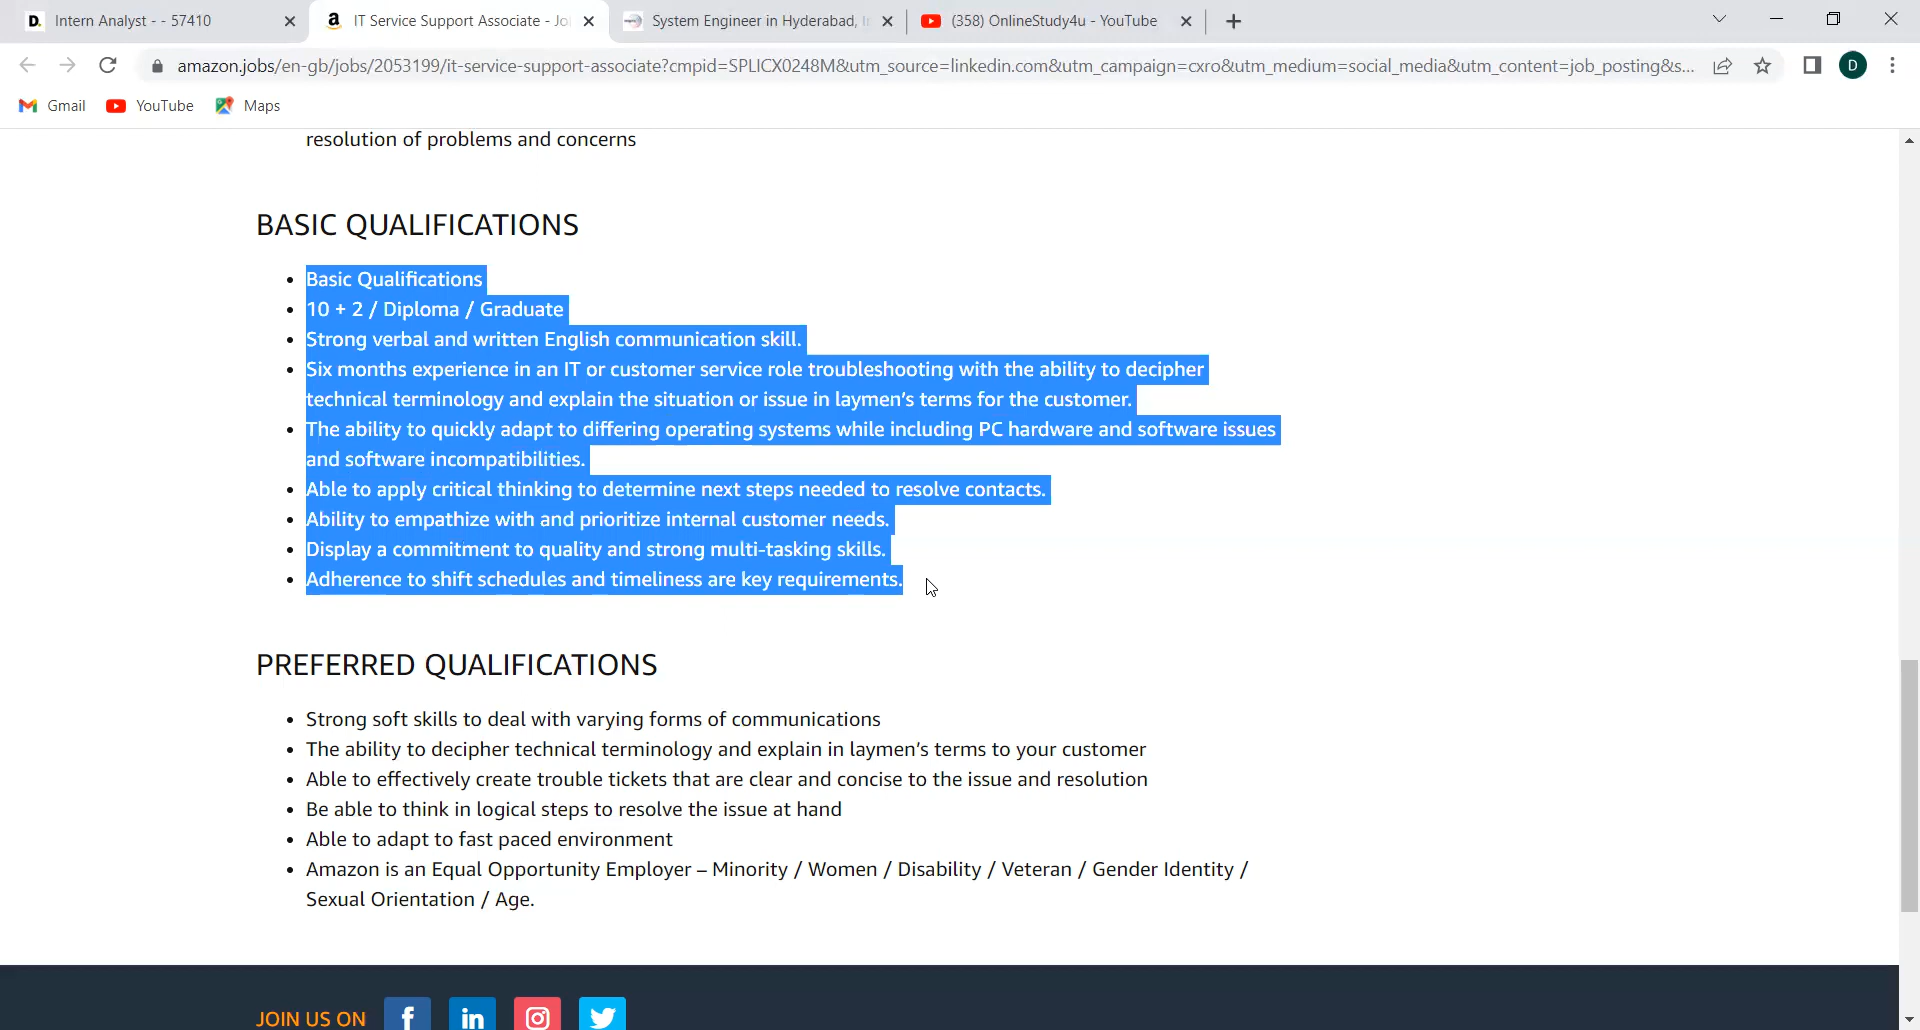 Intern Analyst - - 57410
IT Service Support Associate - Jo
System Engineer in Hyderabad, I
(358) OnlineStudy4u - YouTube
amazon.jobs/en-gb/jobs/2053199/it-service-support-associate?cmpid=SPLICX0248M&utm_source=linkedin.com&utm_campaign=cxro&utm_medium=social_media&utm_content=job_posting&s...
D
Gmail
YouTube
Maps
resolution of problems and concerns
BASIC QUALIFICATIONS
• Basic Qualifications
• 10 + 2 / Diploma / Graduate
• Strong verbal and written English communication skill.
• Six months experience in an IT or customer service role troubleshooting with the ability to decipher
technical terminology and explain the situation or issue in laymen’s terms for the customer.
• The ability to quickly adapt to differing operating systems while including PC hardware and software issues
and software incompatibilities.
• Able to apply critical thinking to determine next steps needed to resolve contacts.
• Ability to empathize with and prioritize internal customer needs.
• Display a commitment to quality and strong multi-tasking skills.
• Adherence to shift schedules and timeliness are key requirements.
PREFERRED QUALIFICATIONS
• Strong soft skills to deal with varying forms of communications
• The ability to decipher technical terminology and explain in laymen’s terms to your customer
• Able to effectively create trouble tickets that are clear and concise to the issue and resolution
• Be able to think in logical steps to resolve the issue at hand
• Able to adapt to fast paced environment
• Amazon is an Equal Opportunity Employer – Minority / Women / Disability / Veteran / Gender Identity /
Sexual Orientation / Age.
JOIN US ON